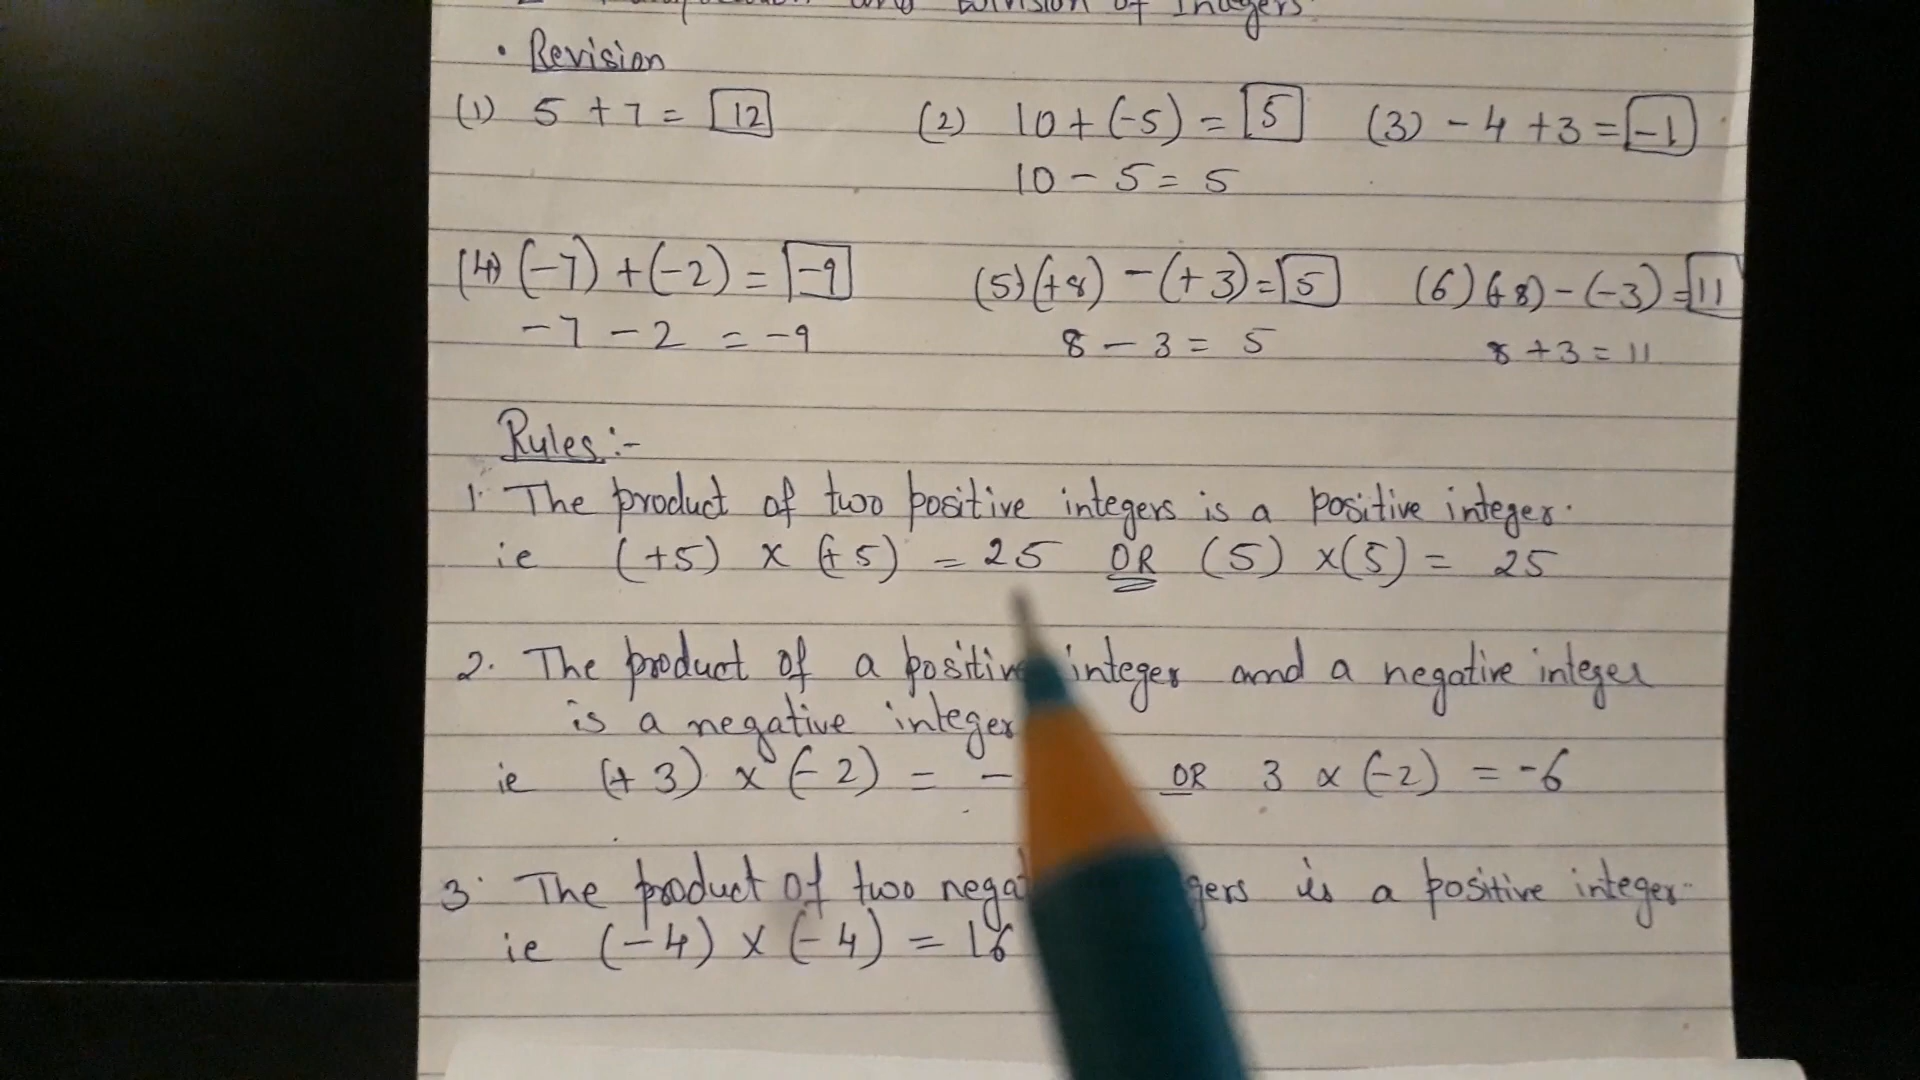 and Division of Integers
• Revision
(1) 5 + 7 = 12 (2) 10 + (-5) = 5 (3) - 4 + 3 = -1
10 - 5 = 5
(4) (-7) + (-2) = -9 (5) (+8) - (+3) = 5 (6) (+8) - (-3) = 11
-7 - 2 = -9 8 - 3 = 5 8 + 3 = 11
Rules :-
1. The product of two positive integers is a positive integer.
ie (+5) x (+5) = 25 OR (5) x (5) = 25
2. The product of a positive integer and a negative integer
is a negative integer
ie (+3) x (-2) = - OR 3 x (-2) = -6
3. The product of two is a positive integer.
ie (-4) x (-4) = 16